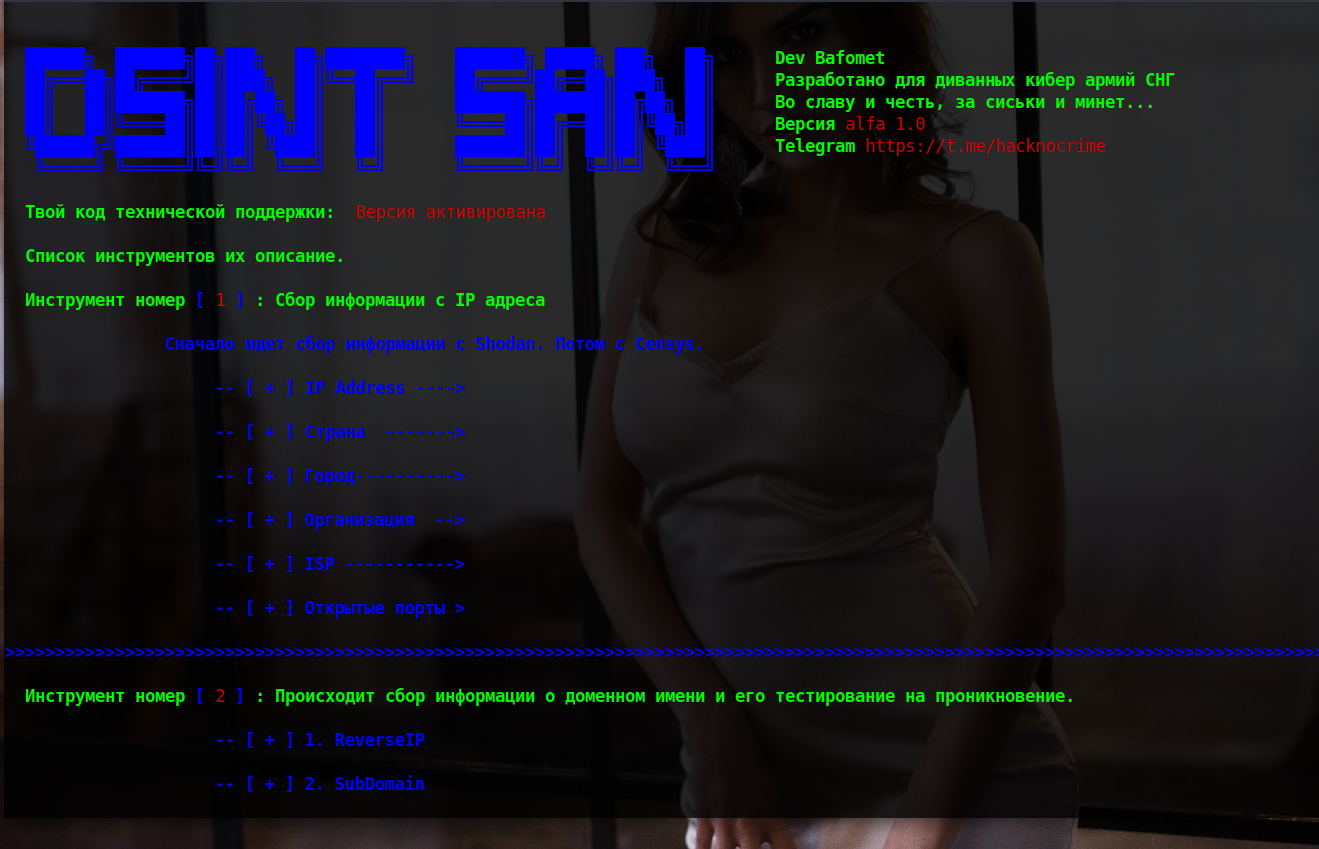 OSINT SAN
Dev Bafomet
Разработано для диванных кибер армий СНГ
Во славу и честь, за сиськи и минет...
Версия alfa 1.0
Telegram https://t.me/hacknocrime
Твой код технической поддержки: Версия активирована
Список инструментов их описание.
Инструмент номер [ 1 ] : Сбор информации с IP адреса
Сначало идет сбор информации с Shodan. Потом с Censys.
-- [ + ] IP Address ---->
-- [ + ] Страна ------->
-- [ + ] Город---------->
-- [ + ] Организация -->
-- [ + ] ISP ----------->
-- [ + ] Открытые порты >
>>>>>>>>>>>>>>>>>>>>>>>>>>>>>>>>>>>>>>>>>>>>>>>>>>>>>>>>>>>>>>>>>>>>>>>>>>>>>>>>>>>>>>>>>>>>>>>>>>>>>>>>>>>>>>>>>>>>>>>>>>>>>>>>>>>>
Инструмент номер [ 2 ] : Происходит сбор информации о доменном имени и его тестирование на проникновение.
-- [ + ] 1. ReverseIP
-- [ + ] 2. SubDomain